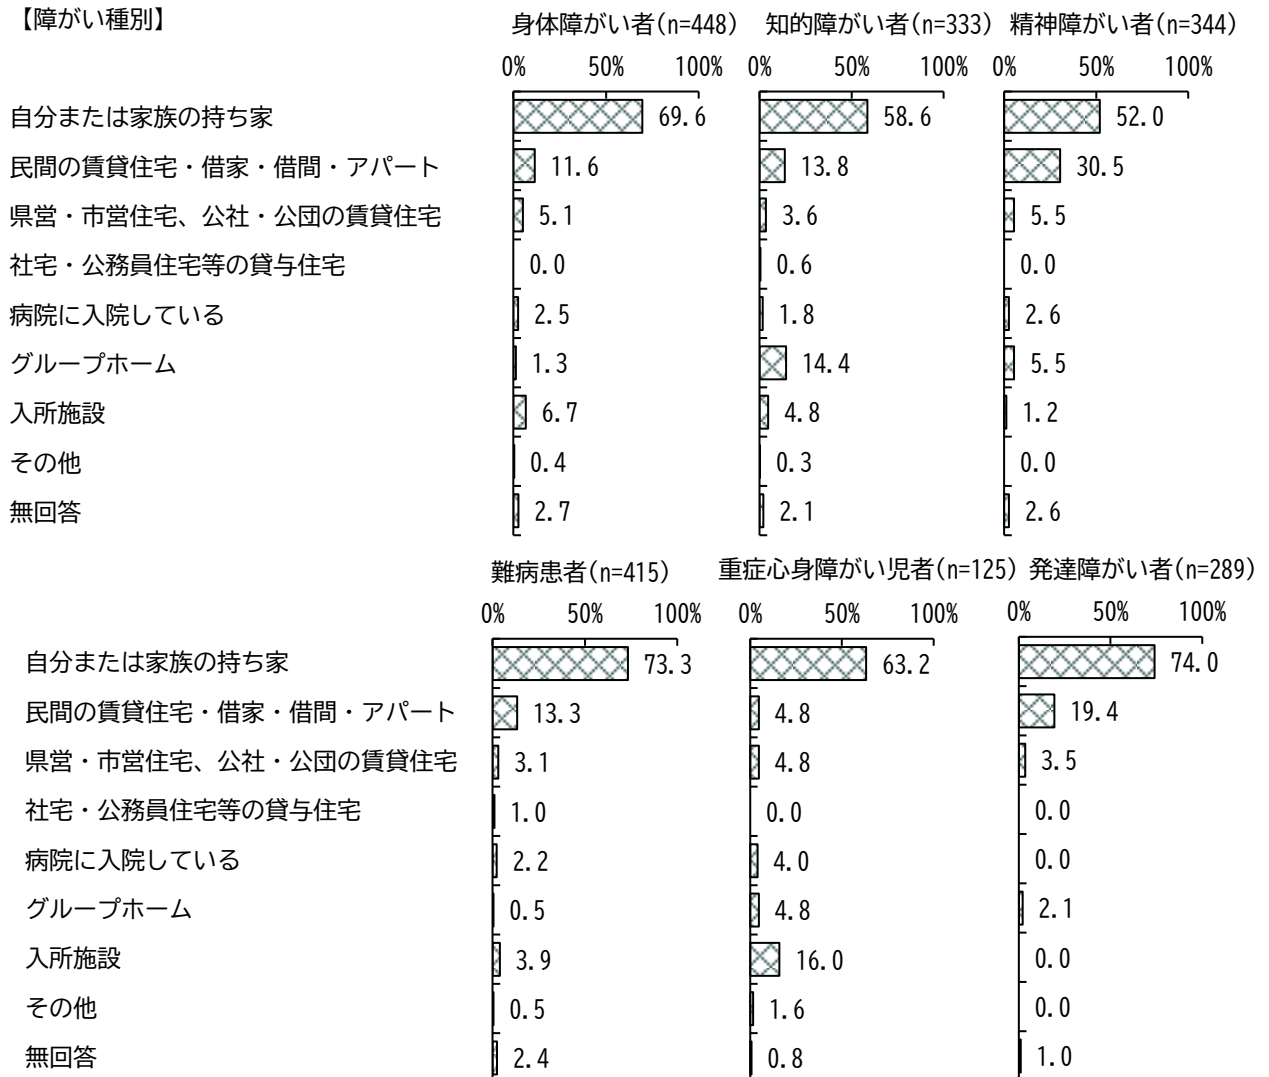 【障がい種別】
身体障がい者(n=448) 知的障がい者(n=333) 精神障がい者(n=344)
0% 50% 100% 0% 50% 100% 0% 50% 100%
自分または家族の持ち家 69.6 58.6 52.0
民間の賃貸住宅・借家・借間・アパート 11.6 13.8 30.5
県営・市営住宅、公社・公団の賃貸住宅 5.1 3.6 5.5
社宅・公務員住宅等の貸与住宅 0.0 0.6 0.0
病院に入院している 2.5 1.8 2.6
グループホーム 1.3 14.4 5.5
入所施設 6.7 4.8 1.2
その他 0.4 0.3 0.0
無回答 2.7 2.1 2.6
難病患者(n=415) 重症心身障がい児者(n=125) 発達障がい者(n=289)
0% 50% 100% 0% 50% 100% 0% 50% 100%
自分または家族の持ち家 73.3 63.2 74.0
民間の賃貸住宅・借家・借間・アパート 13.3 4.8 19.4
県営・市営住宅、公社・公団の賃貸住宅 3.1 4.8 3.5
社宅・公務員住宅等の貸与住宅 1.0 0.0 0.0
病院に入院している 2.2 4.0 0.0
グループホーム 0.5 4.8 2.1
入所施設 3.9 16.0 0.0
その他 0.5 1.6 0.0
無回答 2.4 0.8 1.0